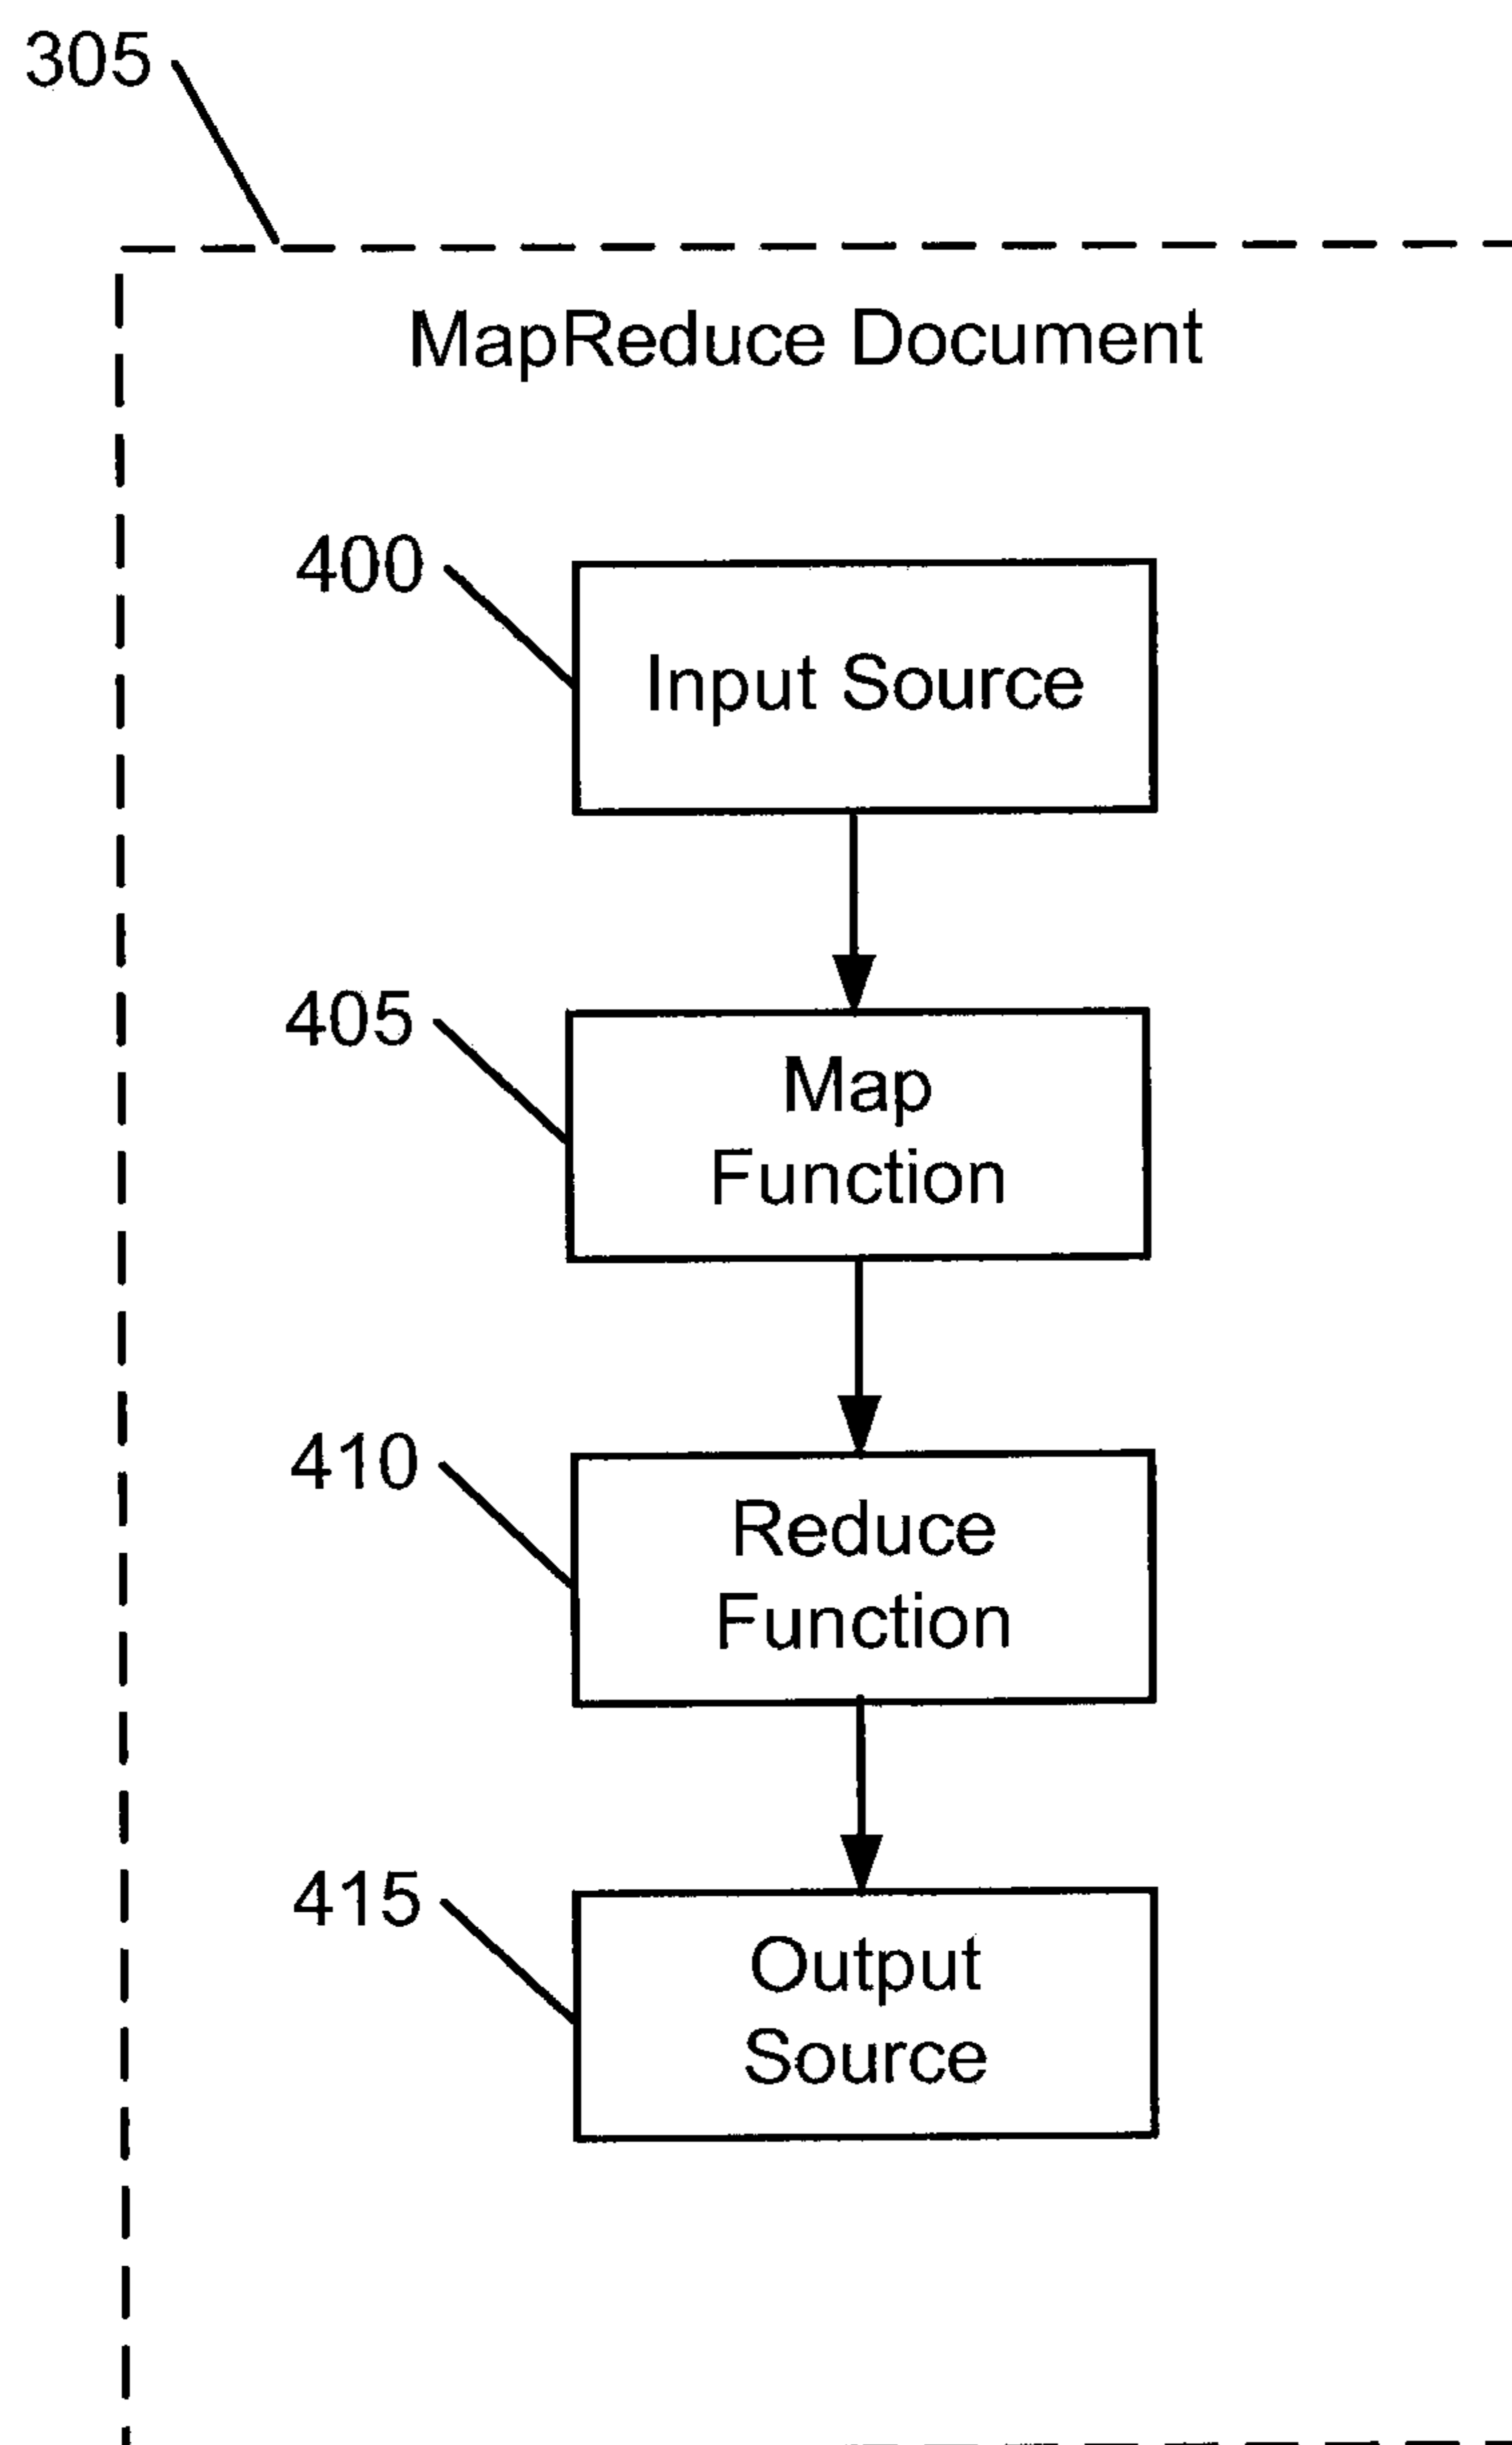 305
MapReduce Document
400
Input Source
405
Map
Function
410
Reduce
Function
415
Output
Source